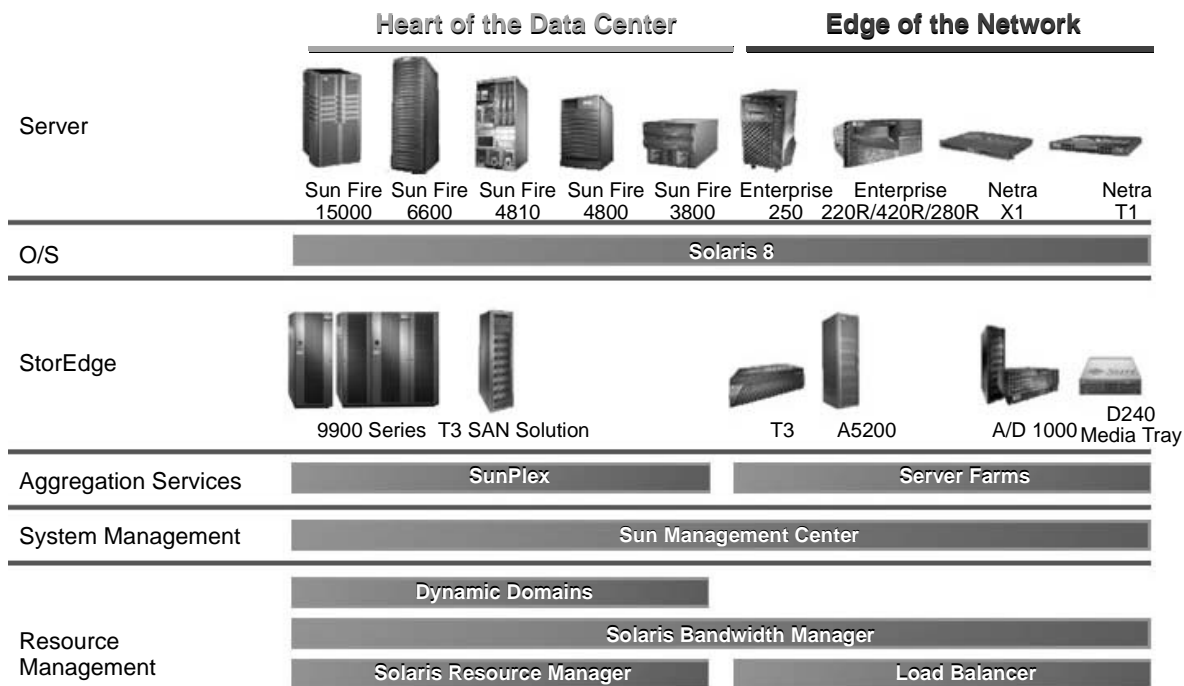 Heart of the Data Center
Edge of the Network
Server
Sun Fire 15000
Sun Fire 6600
Sun Fire 4810
Sun Fire 4800
Sun Fire 3800
Enterprise 250
Enterprise 220R/420R/280R
Netra X1
Netra T1
O/S
Solaris 8
StorEdge
9900 Series
T3 SAN Solution
T3
A5200
A/D 1000
D240
Media Tray
Aggregation Services
SunPlex
Server Farms
System Management
Sun Management Center
Dynamic Domains
Resource
Management
Solaris Bandwidth Manager
Solaris Resource Manager
Load Balancer